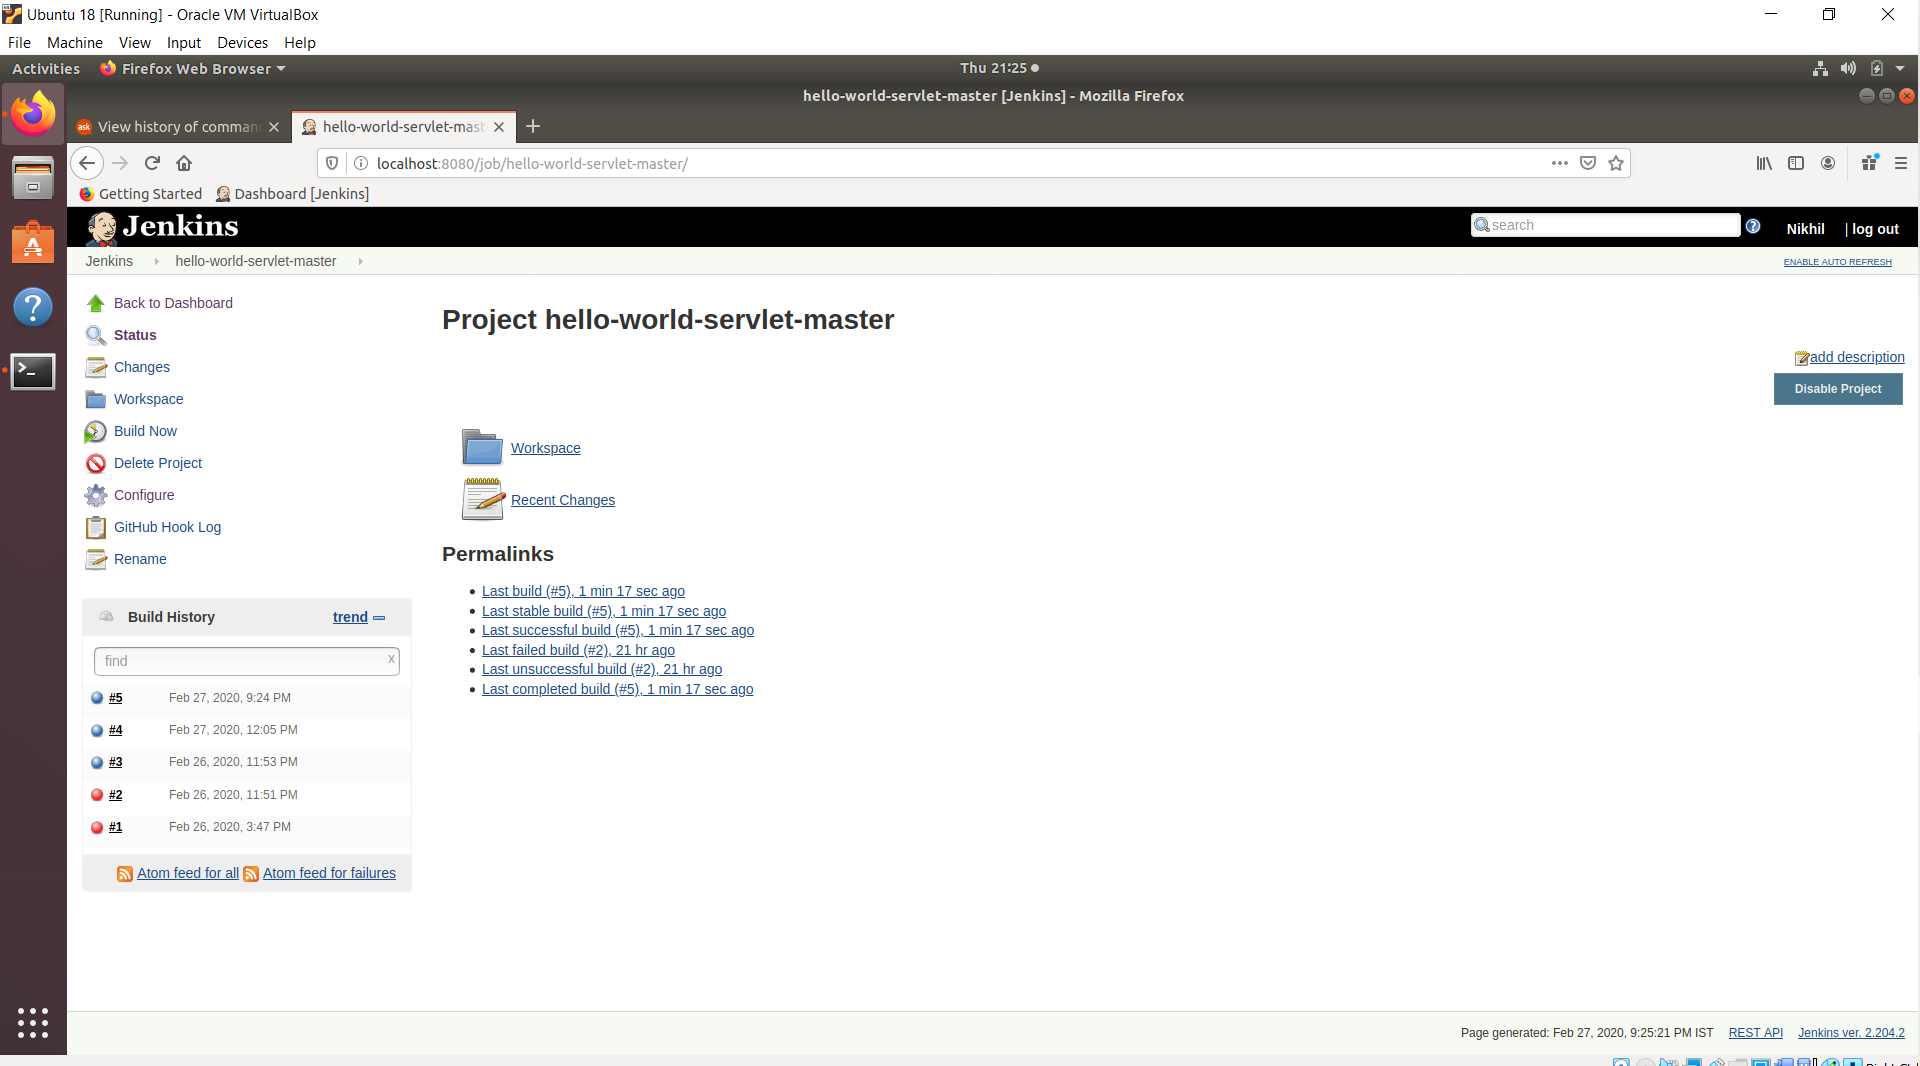 Ubuntu 18 [Running] - Oracle VM VirtualBox
File Machine View Input Devices Help
Activities Firefox Web Browser Thu 21:25
hello-world-servlet-master [Jenkins] - Mozilla Firefox
ask View history of comman hello-world-servlet-mast
localhost:8080/job/hello-world-servlet-master/
Getting Started Dashboard [Jenkins]
Jenkins search Nikhil | log out
Jenkins hello-world-servlet-master ENABLE AUTO REFRESH
Back to Dashboard
Status
Changes
Workspace
Build Now
Delete Project
Configure
GitHub Hook Log
Rename
Project hello-world-servlet-master
add description
Disable Project
Workspace
Recent Changes
Permalinks
Last build (#5), 1 min 17 sec ago
Last stable build (#5), 1 min 17 sec ago
Last successful build (#5), 1 min 17 sec ago
Last failed build (#2), 21 hr ago
Last unsuccessful build (#2), 21 hr ago
Last completed build (#5), 1 min 17 sec ago
Build History trend
find x
#5 Feb 27, 2020, 9:24 PM
#4 Feb 27, 2020, 12:05 PM
#3 Feb 26, 2020, 11:53 PM
#2 Feb 26, 2020, 11:51 PM
#1 Feb 26, 2020, 3:47 PM
Atom feed for all Atom feed for failures
Page generated: Feb 27, 2020, 9:25:21 PM IST REST API Jenkins ver. 2.204.2